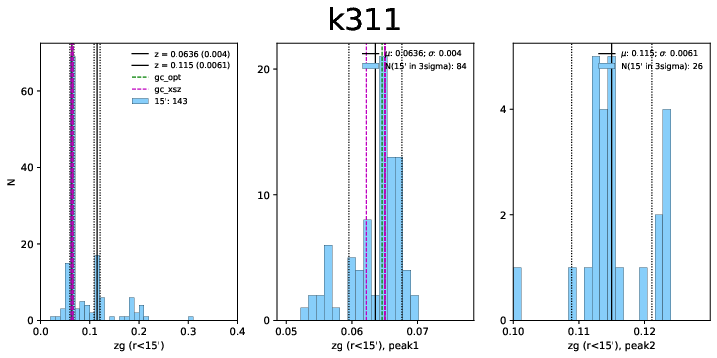 k311
z = 0.0636 (0.004)
z = 0.115 (0.0061)
gc_opt
gc_xsz
15': 143
N
0
20
40
60
0.0 0.1 0.2 0.3 0.4
zg (r<15')
μ: 0.0636; σ: 0.004
N(15' in 3sigma): 84
0
10
20
0.05 0.06 0.07
zg (r<15'), peak1
μ: 0.115; σ: 0.0061
N(15' in 3sigma): 26
0
2
4
0.10 0.11 0.12
zg (r<15'), peak2